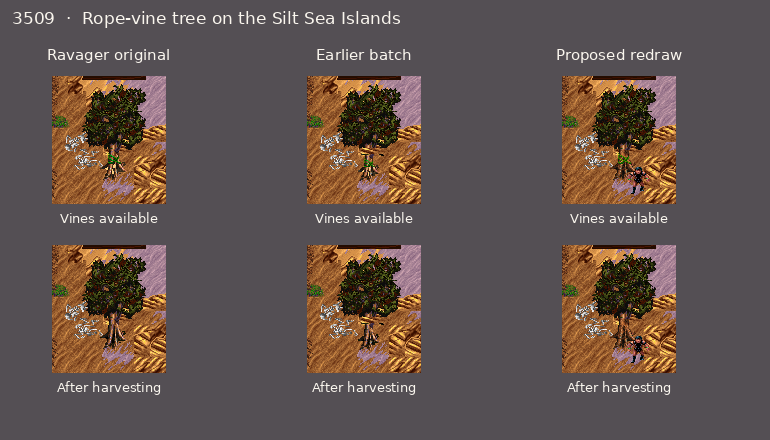 3509 · Rope-vine tree on the Silt Sea Islands
Ravager original Earlier batch Proposed redraw
Vines available Vines available Vines available
After harvesting After harvesting After harvesting